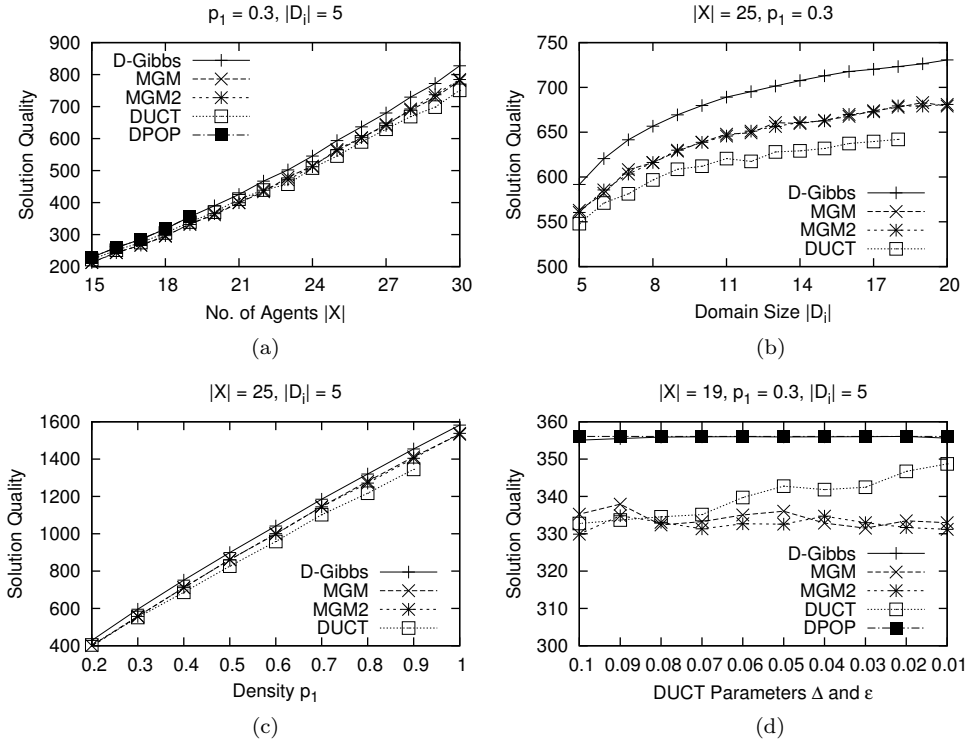 p1 = 0.3, |Di| = 5
Solution Quality
900
800
700
600
500
400
300
200
D-Gibbs
MGM
MGM2
DUCT
DPOP
15 18 21 24 27 30
No. of Agents |X|
(a)
|X| = 25, p1 = 0.3
Solution Quality
750
700
650
600
550
500
D-Gibbs
MGM
MGM2
DUCT
5 8 11 14 17 20
Domain Size |Di|
(b)
|X| = 25, |Di| = 5
Solution Quality
1600
1400
1200
1000
800
600
400
D-Gibbs
MGM
MGM2
DUCT
0.2 0.3 0.4 0.5 0.6 0.7 0.8 0.9 1
Density p1
(c)
|X| = 19, p1 = 0.3, |Di| = 5
Solution Quality
360
350
340
330
320
310
300
D-Gibbs
MGM
MGM2
DUCT
DPOP
0.1 0.09 0.08 0.07 0.06 0.05 0.04 0.03 0.02 0.01
DUCT Parameters Δ and ε
(d)